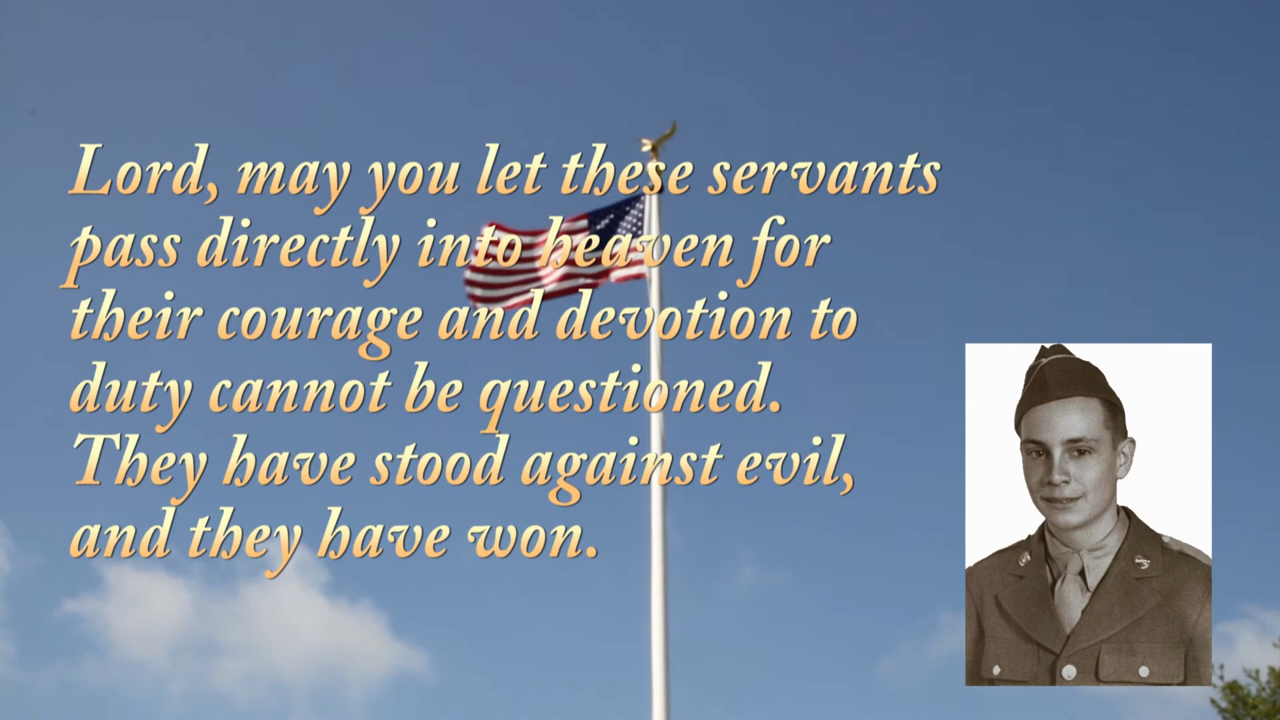 Lord, may you let these servants
pass directly into heaven for
their courage and devotion to
duty cannot be questioned.
They have stood against evil,
and they have won.